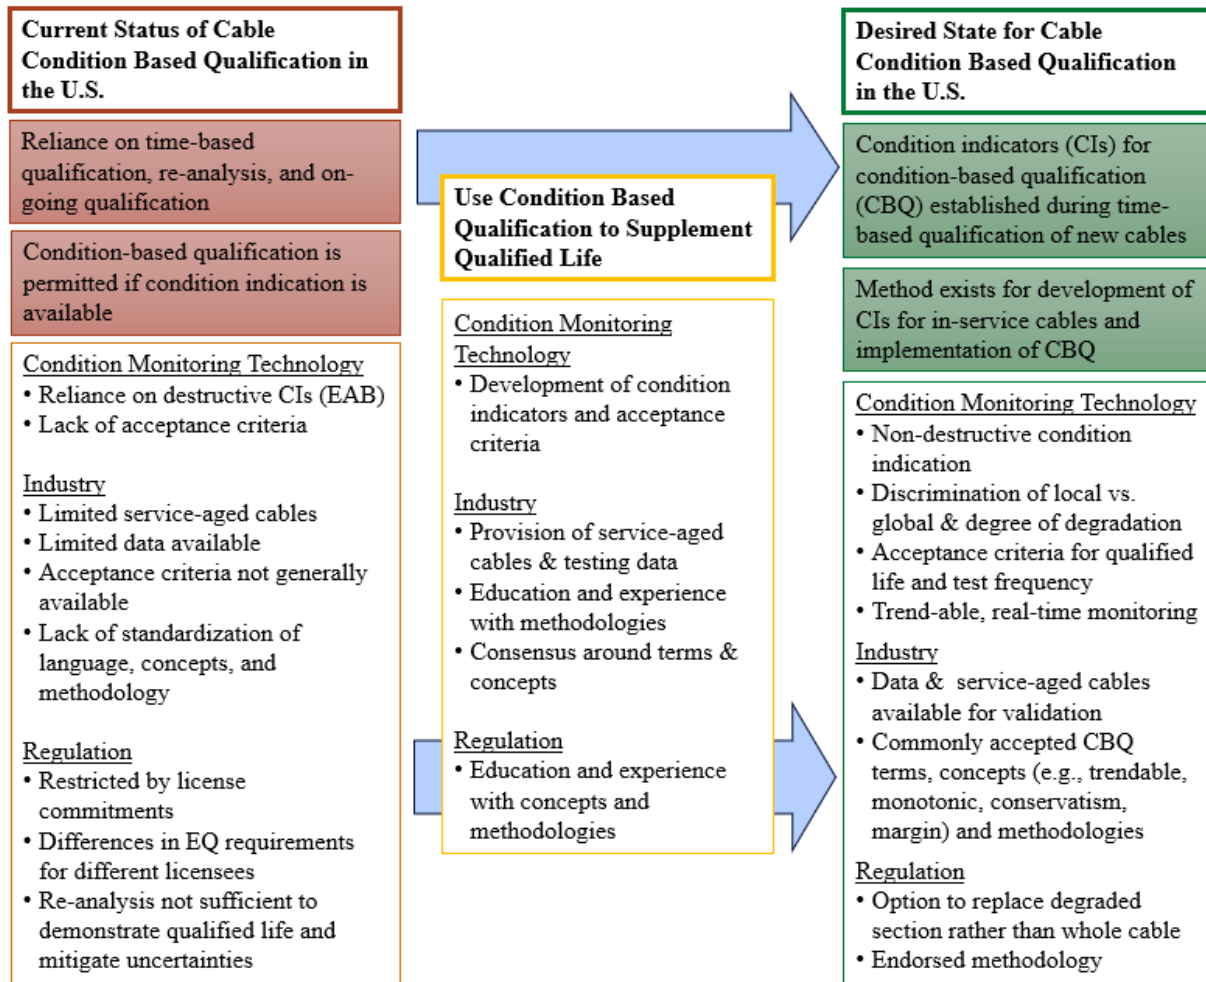 Current Status of Cable
Condition Based Qualification in
the U.S.
Reliance on time-based
qualification, re-analysis, and on-
going qualification
Condition-based qualification is
permitted if condition indication is
available
Condition Monitoring Technology
• Reliance on destructive CIs (EAB)
• Lack of acceptance criteria
Industry
• Limited service-aged cables
• Limited data available
• Acceptance criteria not generally
available
• Lack of standardization of
language, concepts, and
methodology
Regulation
• Restricted by license
commitments
• Differences in EQ requirements
for different licensees
• Re-analysis not sufficient to
demonstrate qualified life and
mitigate uncertainties
Use Condition Based
Qualification to Supplement
Qualified Life
Condition Monitoring
Technology
• Development of condition
indicators and acceptance
criteria
Industry
• Provision of service-aged
cables & testing data
• Education and experience
with methodologies
• Consensus around terms &
concepts
Regulation
• Education and experience
with concepts and
methodologies
Desired State for Cable
Condition Based Qualification
in the U.S.
Condition indicators (CIs) for
condition-based qualification
(CBQ) established during time-
based qualification of new cables
Method exists for development of
CIs for in-service cables and
implementation of CBQ
Condition Monitoring Technology
• Non-destructive condition
indication
• Discrimination of local vs.
global & degree of degradation
• Acceptance criteria for qualified
life and test frequency
• Trend-able, real-time monitoring
Industry
• Data & service-aged cables
available for validation
• Commonly accepted CBQ
terms, concepts (e.g., trendable,
monotonic, conservatism,
margin) and methodologies
Regulation
• Option to replace degraded
section rather than whole cable
• Endorsed methodology